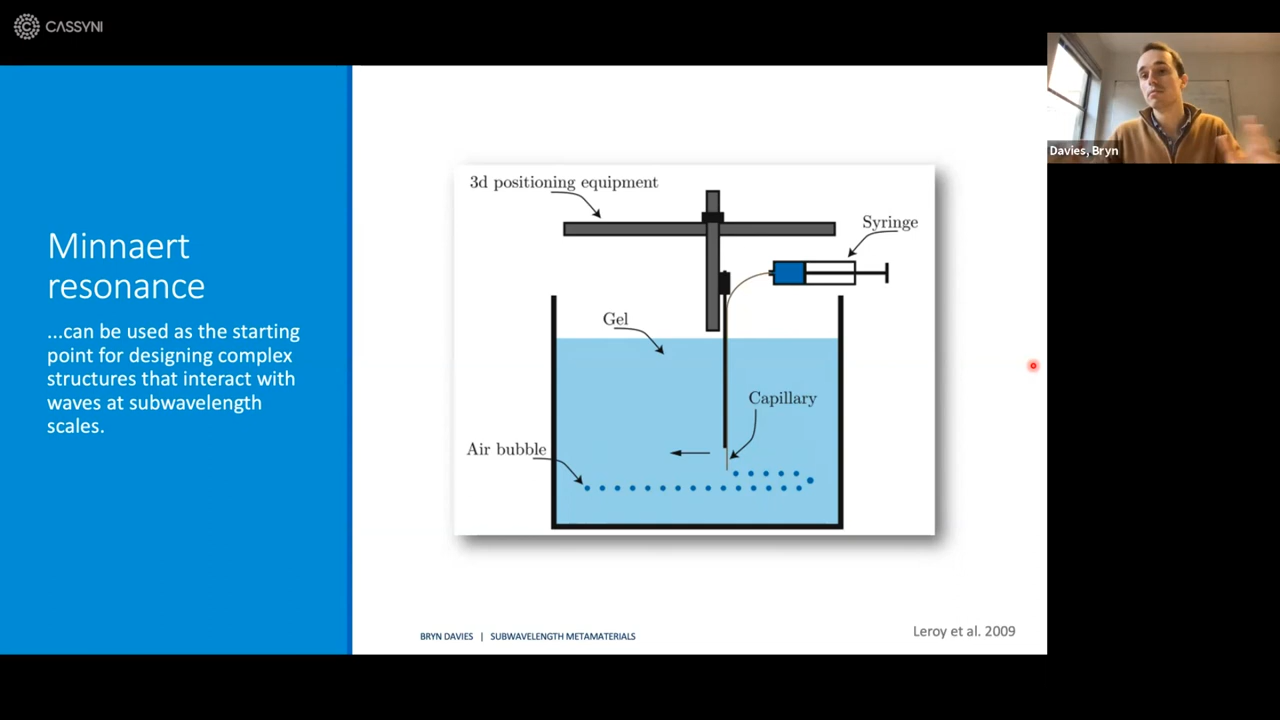 CASSYNI
Davies, Bryn
Minnaert
resonance
...can be used as the starting
point for designing complex
structures that interact with
waves at subwavelength
scales.
3d positioning equipment
Syringe
Gel
Capillary
Air bubble
BRYN DAVIES | SUBWAVELENGTH METAMATERIALS
Leroy et al. 2009